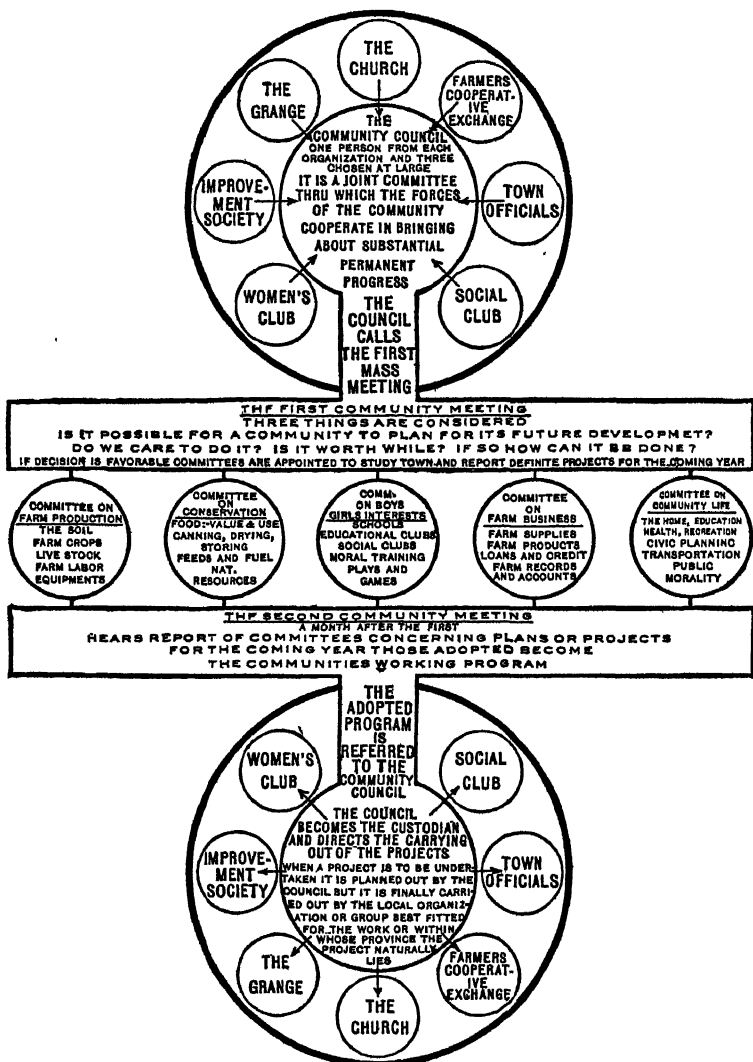 THE
CHURCH
THE
GRANGE
FARMERS
COOPERAT-
IVE
EXCHANGE
IMPROVE-
MENT
SOCIETY
TOWN
OFFICIALS
WOMEN'S
CLUB
SOCIAL
CLUB
THE
COMMUNITY COUNCIL
ONE PERSON FROM EACH
ORGANIZATION AND THREE
CHOSEN AT LARGE
IT IS A JOINT COMMITTEE
THRU WHICH THE FORCES
OF THE COMMUNITY
COOPERATE IN BRINGING
ABOUT SUBSTANTIAL
PERMANENT
PROGRESS
THE
COUNCIL
CALLS
THE FIRST
MASS
MEETING
THF FIRST COMMUNITY MEETING
THREE THINGS ARE CONSIDERED
IS IT POSSIBLE FOR A COMMUNITY TO PLAN FOR ITS FUTURE DEVELOPMET?
DO WE CARE TO DO IT? IS IT WORTH WHILE? IF SO HOW CAN IT BE DONE?
IF DECISION IS FAVORABLE COMMITTEES ARE APPOINTED TO STUDY TOWN AND REPORT DEFINITE PROJECTS FOR THE COMING YEAR
COMMITTEE ON
FARM PRODUCTION
THE SOIL
FARM CROPS
LIVE STOCK
FARM LABOR
EQUIPMENTS
COMMITTEE
ON
CONSERVATION
FOOD:-VALUE & USE
CANNING, DRYING,
STORING
FEEDS AND FUEL
NAT.
RESOURCES
COMM.
ON BOYS
GIRLS INTERESTS
SCHOOLS
EDUCATIONAL CLUBS
SOCIAL CLUBS
MORAL TRAINING
PLAYS AND
GAMES
COMMITTEE
ON
FARM BUSINESS
FARM SUPPLIES
FARM PRODUCTS
LOANS AND CREDIT
FARM RECORDS
AND ACCOUNTS
COMMITTEE ON
COMMUNITY LIFE
THE HOME, EDUCATION
HEALTH, RECREATION
CIVIC PLANNING
TRANSPORTATION
PUBLIC
MORALITY
THF SECOND COMMUNITY MEETING
A MONTH AFTER THE FIRST
HEARS REPORT OF COMMITTEES CONCERNING PLANS OR PROJECTS
FOR THE COMING YEAR THOSE ADOPTED BECOME
THE COMMUNITIES WORKING PROGRAM
THE
ADOPTED
PROGRAM
IS
REFERRED
TO THE
COMMUNITY
COUNCIL
THE COUNCIL
BECOMES THE CUSTODIAN
AND DIRECTS THE CARRYING
OUT OF THE PROJECTS
WHEN A PROJECT IS TO BE UNDER-
TAKEN IT IS PLANNED OUT BY THE
COUNCIL BUT IT IS FINALLY CARRI-
ED OUT BY THE LOCAL ORGANIZ-
ATION OR GROUP BEST FITTED
FOR THE WORK OR WITHIN
WHOSE PROVINCE THE
PROJECT NATURALLY
LIES
WOMEN'S
CLUB
SOCIAL
CLUB
IMPROVE-
MENT
SOCIETY
TOWN
OFFICIALS
THE
GRANGE
FARMERS
COOPERAT-
IVE
EXCHANGE
THE
CHURCH